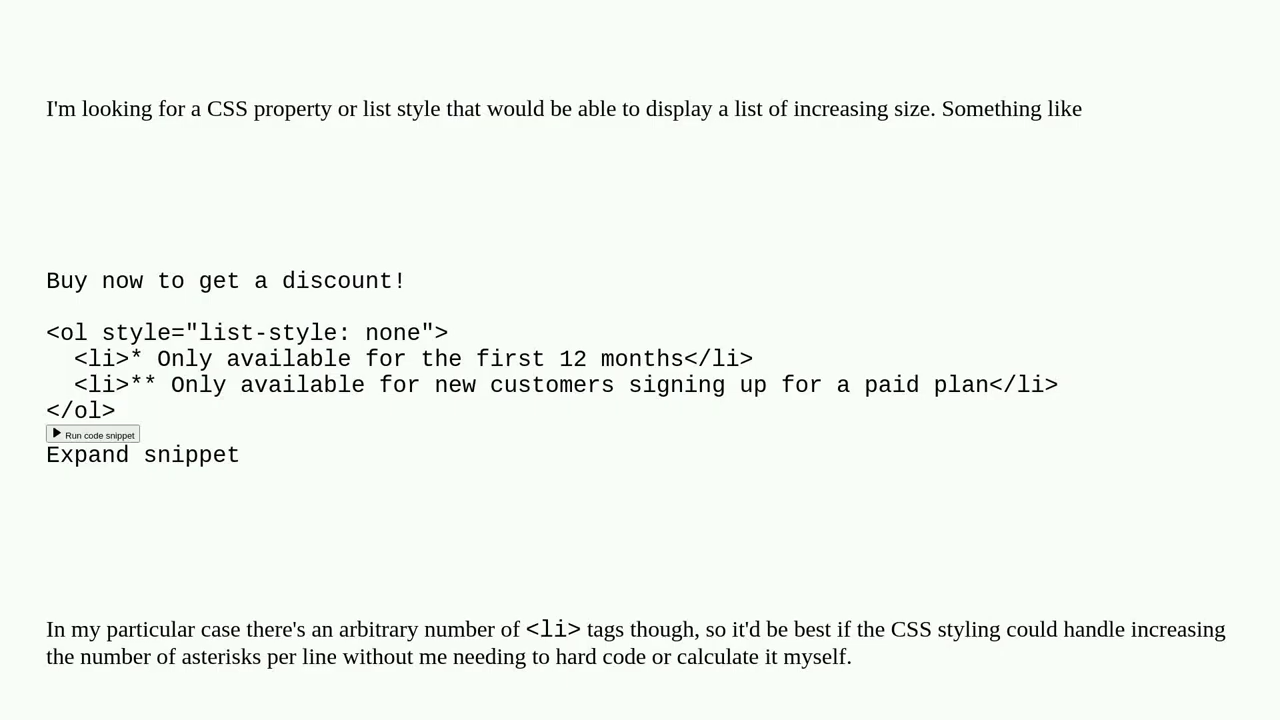 I'm looking for a CSS property or list style that would be able to display a list of increasing size. Something like
Buy now to get a discount!
<ol style="list-style: none">
  <li>* Only available for the first 12 months</li>
  <li>** Only available for new customers signing up for a paid plan</li>
</ol>
Run code snippet
Expand snippet
In my particular case there's an arbitrary number of <li> tags though, so it'd be best if the CSS styling could handle increasing
the number of asterisks per line without me needing to hard code or calculate it myself.